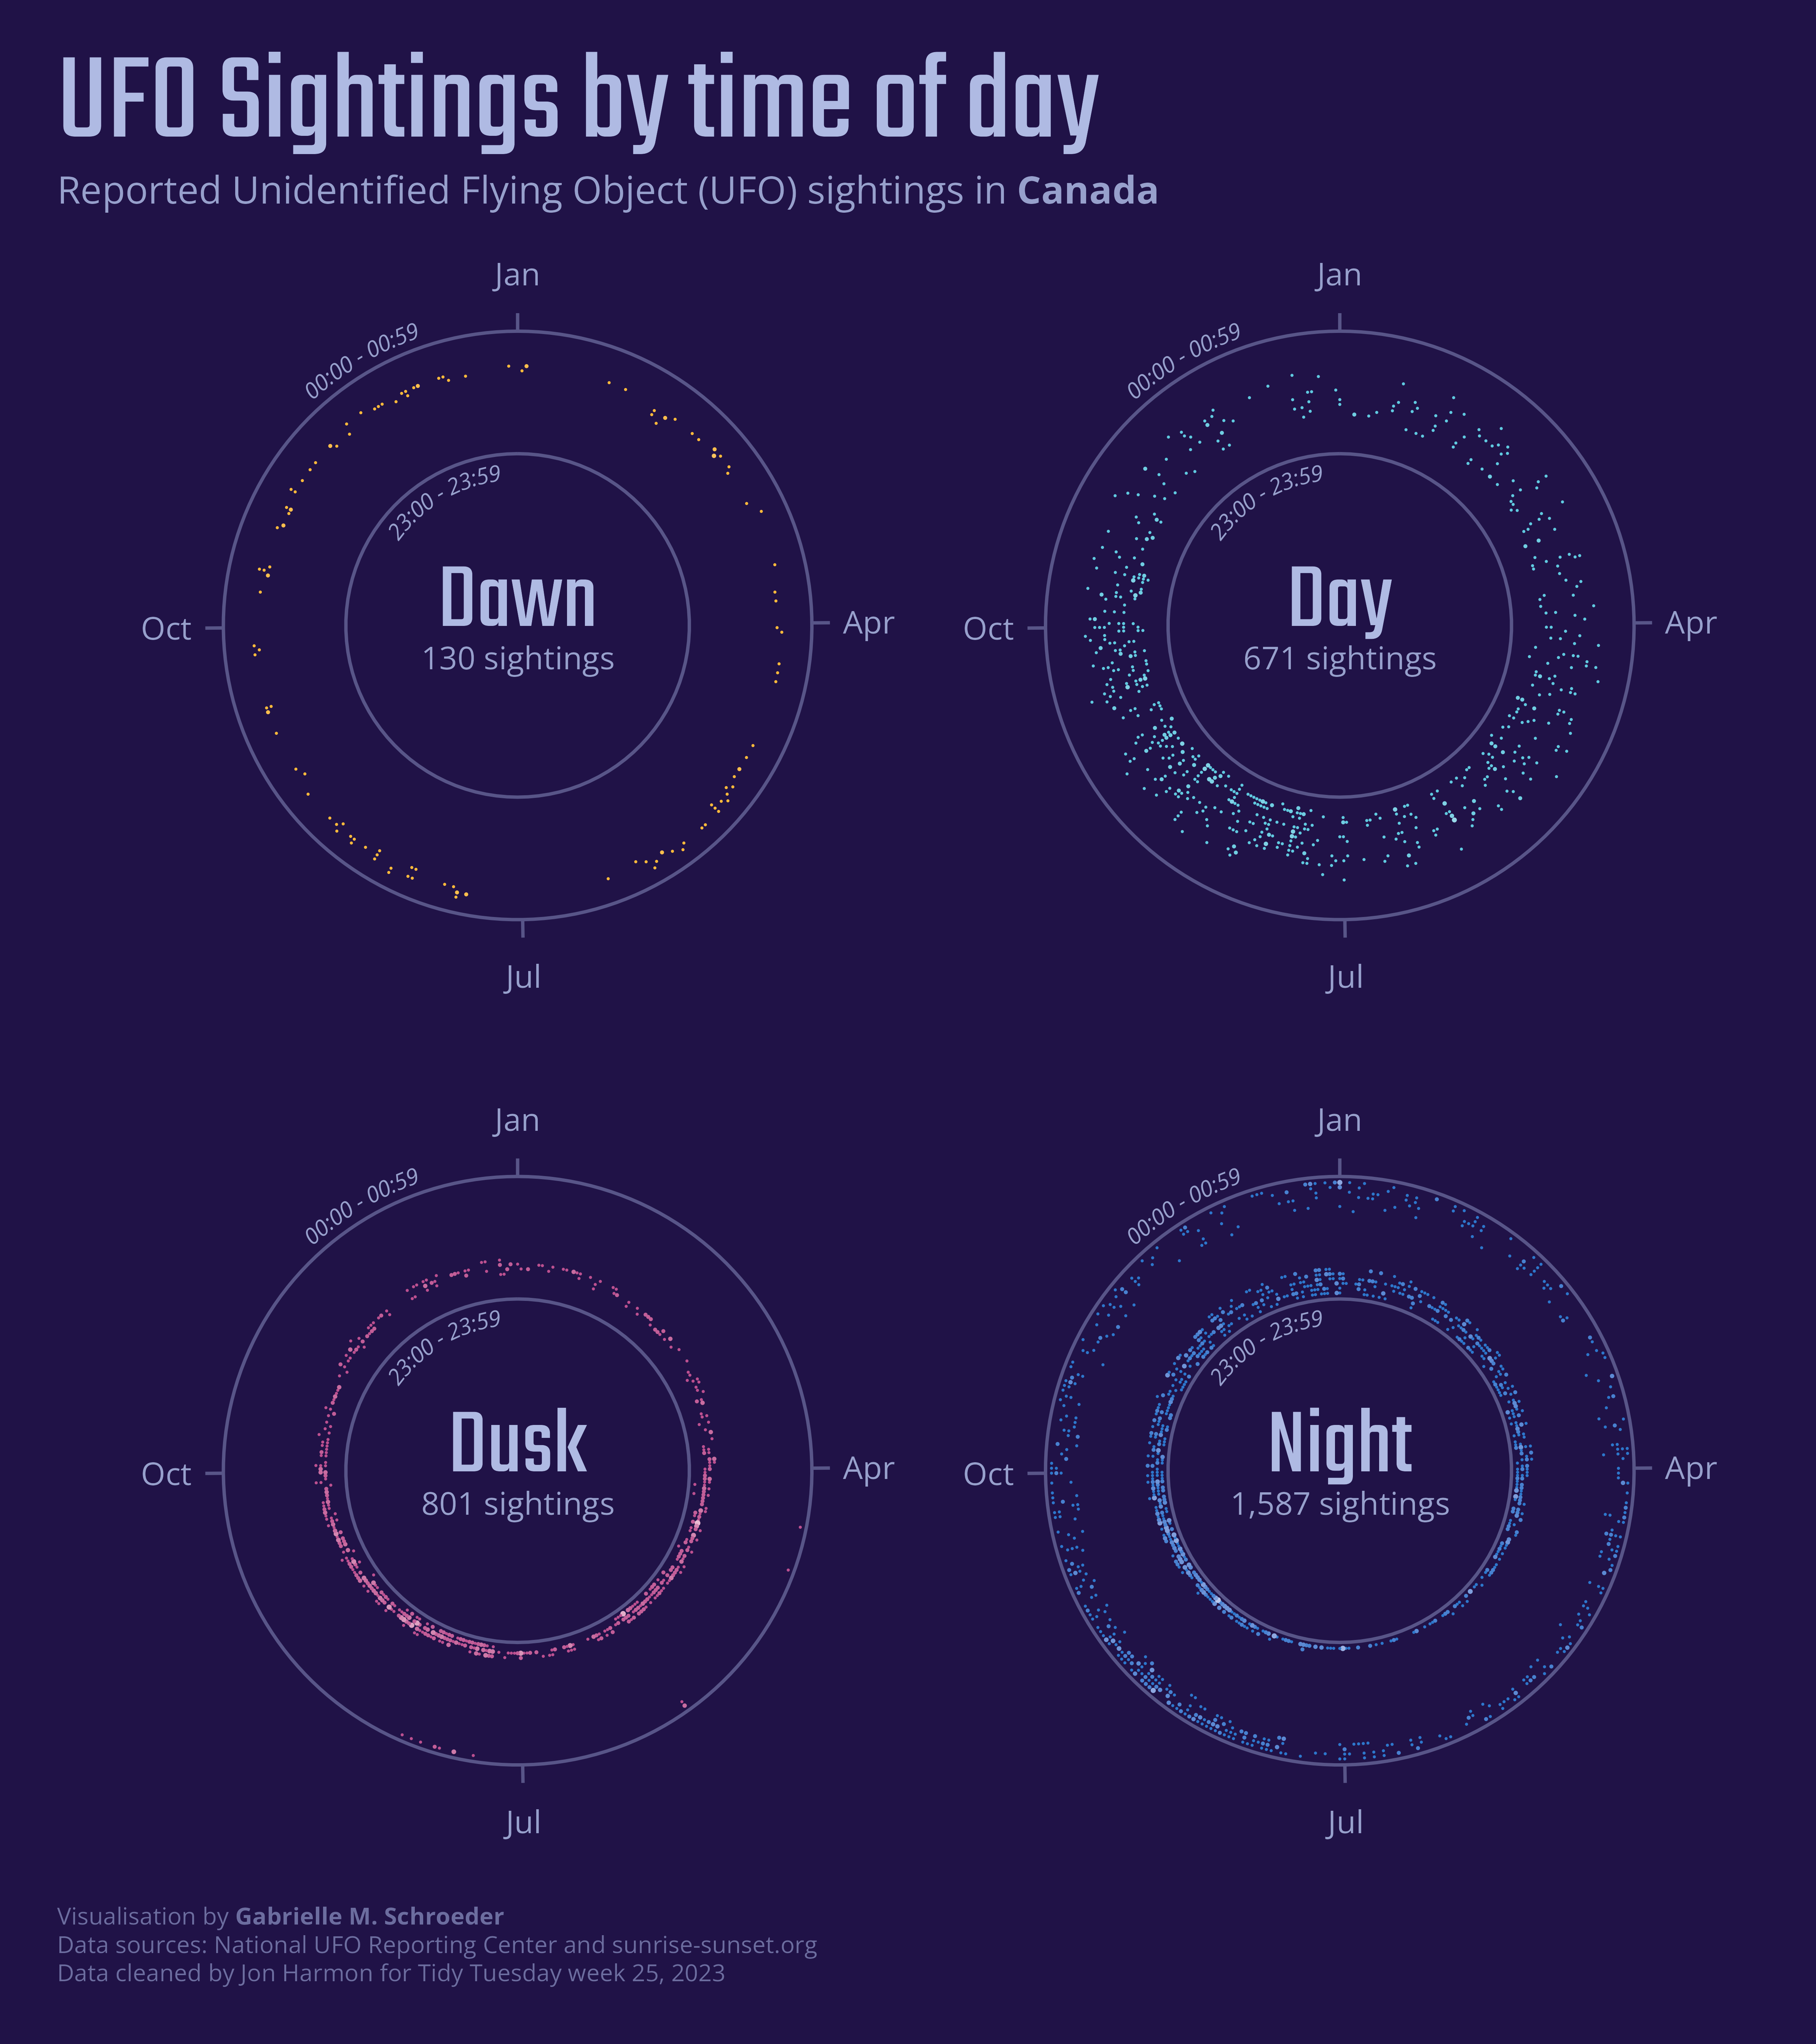 UFO Sightings by time of day
Reported Unidentified Flying Object (UFO) sightings in Canada
Jan
00:00 - 00:59
23:00 - 23:59
Dawn
130 sightings
Oct
Apr
Jul
Jan
00:00 - 00:59
23:00 - 23:59
Day
671 sightings
Oct
Apr
Jul
Jan
00:00 - 00:59
23:00 - 23:59
Dusk
801 sightings
Oct
Apr
Jul
Jan
00:00 - 00:59
23:00 - 23:59
Night
1,587 sightings
Oct
Apr
Jul
Visualisation by Gabrielle M. Schroeder
Data sources: National UFO Reporting Center and sunrise-sunset.org
Data cleaned by Jon Harmon for Tidy Tuesday week 25, 2023